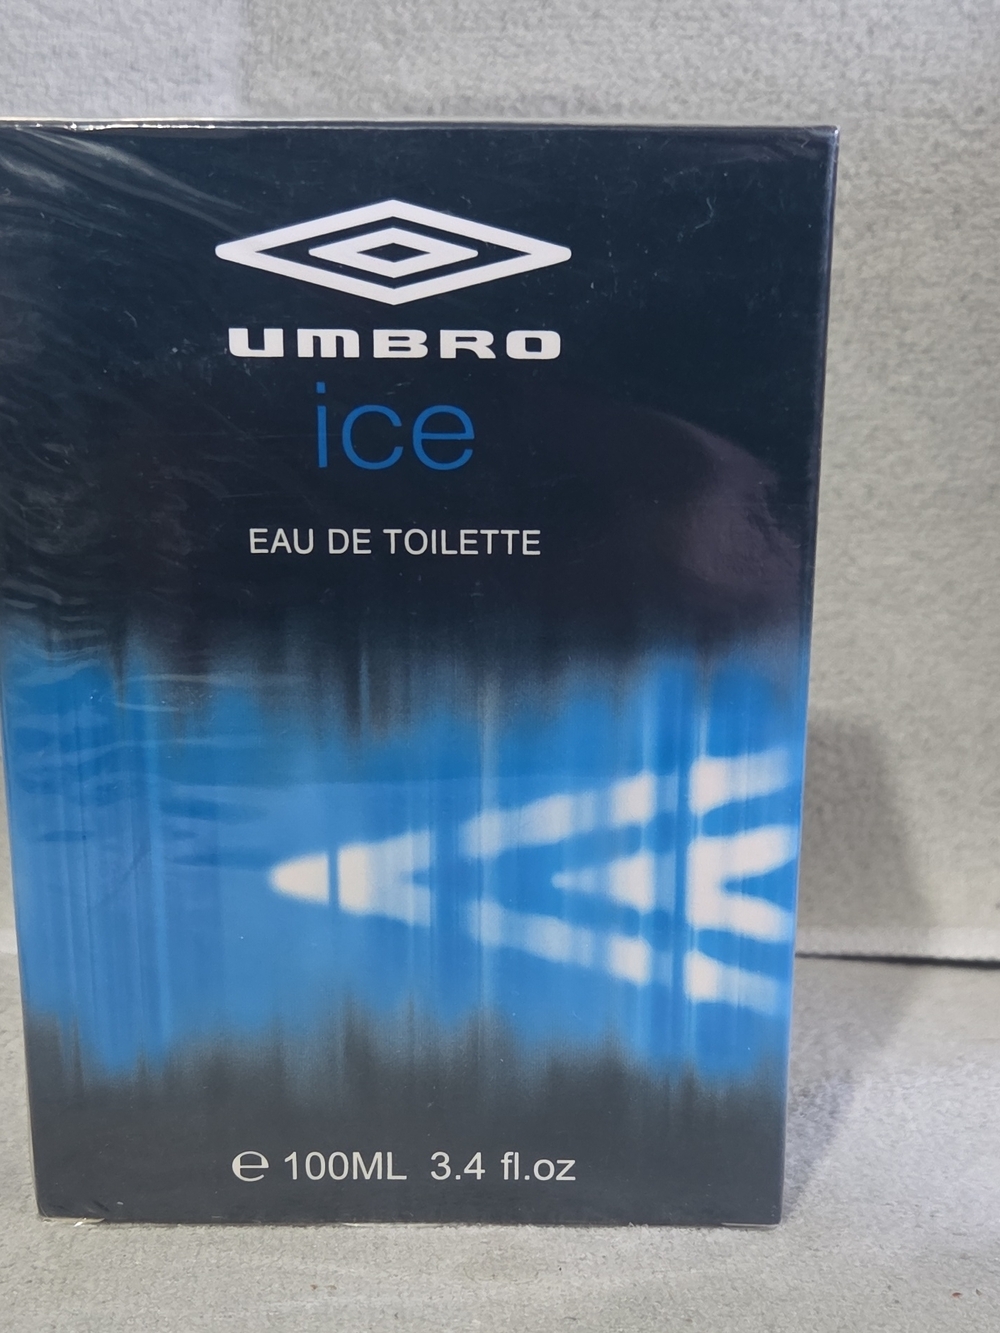 UMBRO
ice
EAU DE TOILETTE
℮ 100ML 3.4 fl.oz